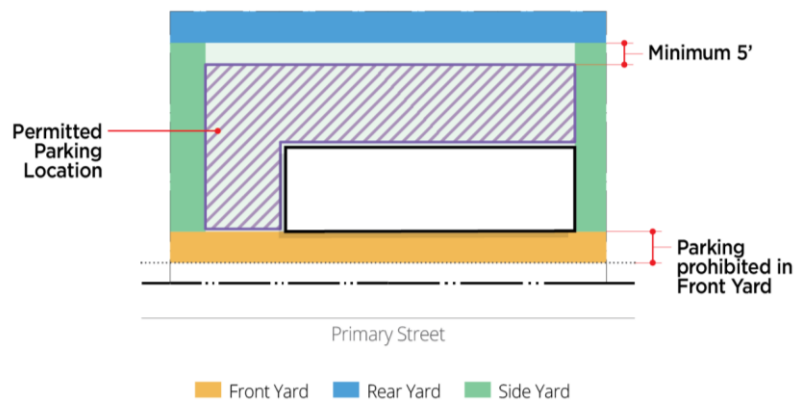 Minimum 5’
Permitted
Parking
Location
Parking
prohibited in
Front Yard
Primary Street
Front Yard
Rear Yard
Side Yard